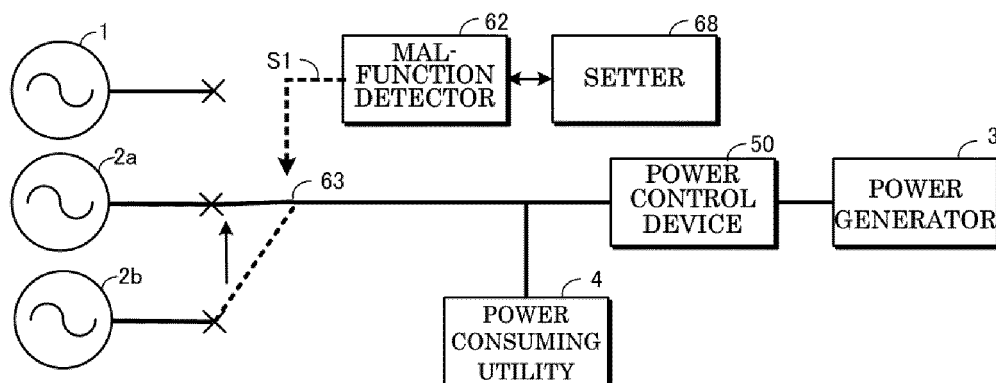 1
2a
2b
S1
62
MAL-
FUNCTION
DETECTOR
68
SETTER
63
50
POWER
CONTROL
DEVICE
3
POWER
GENERATOR
4
POWER
CONSUMING
UTILITY